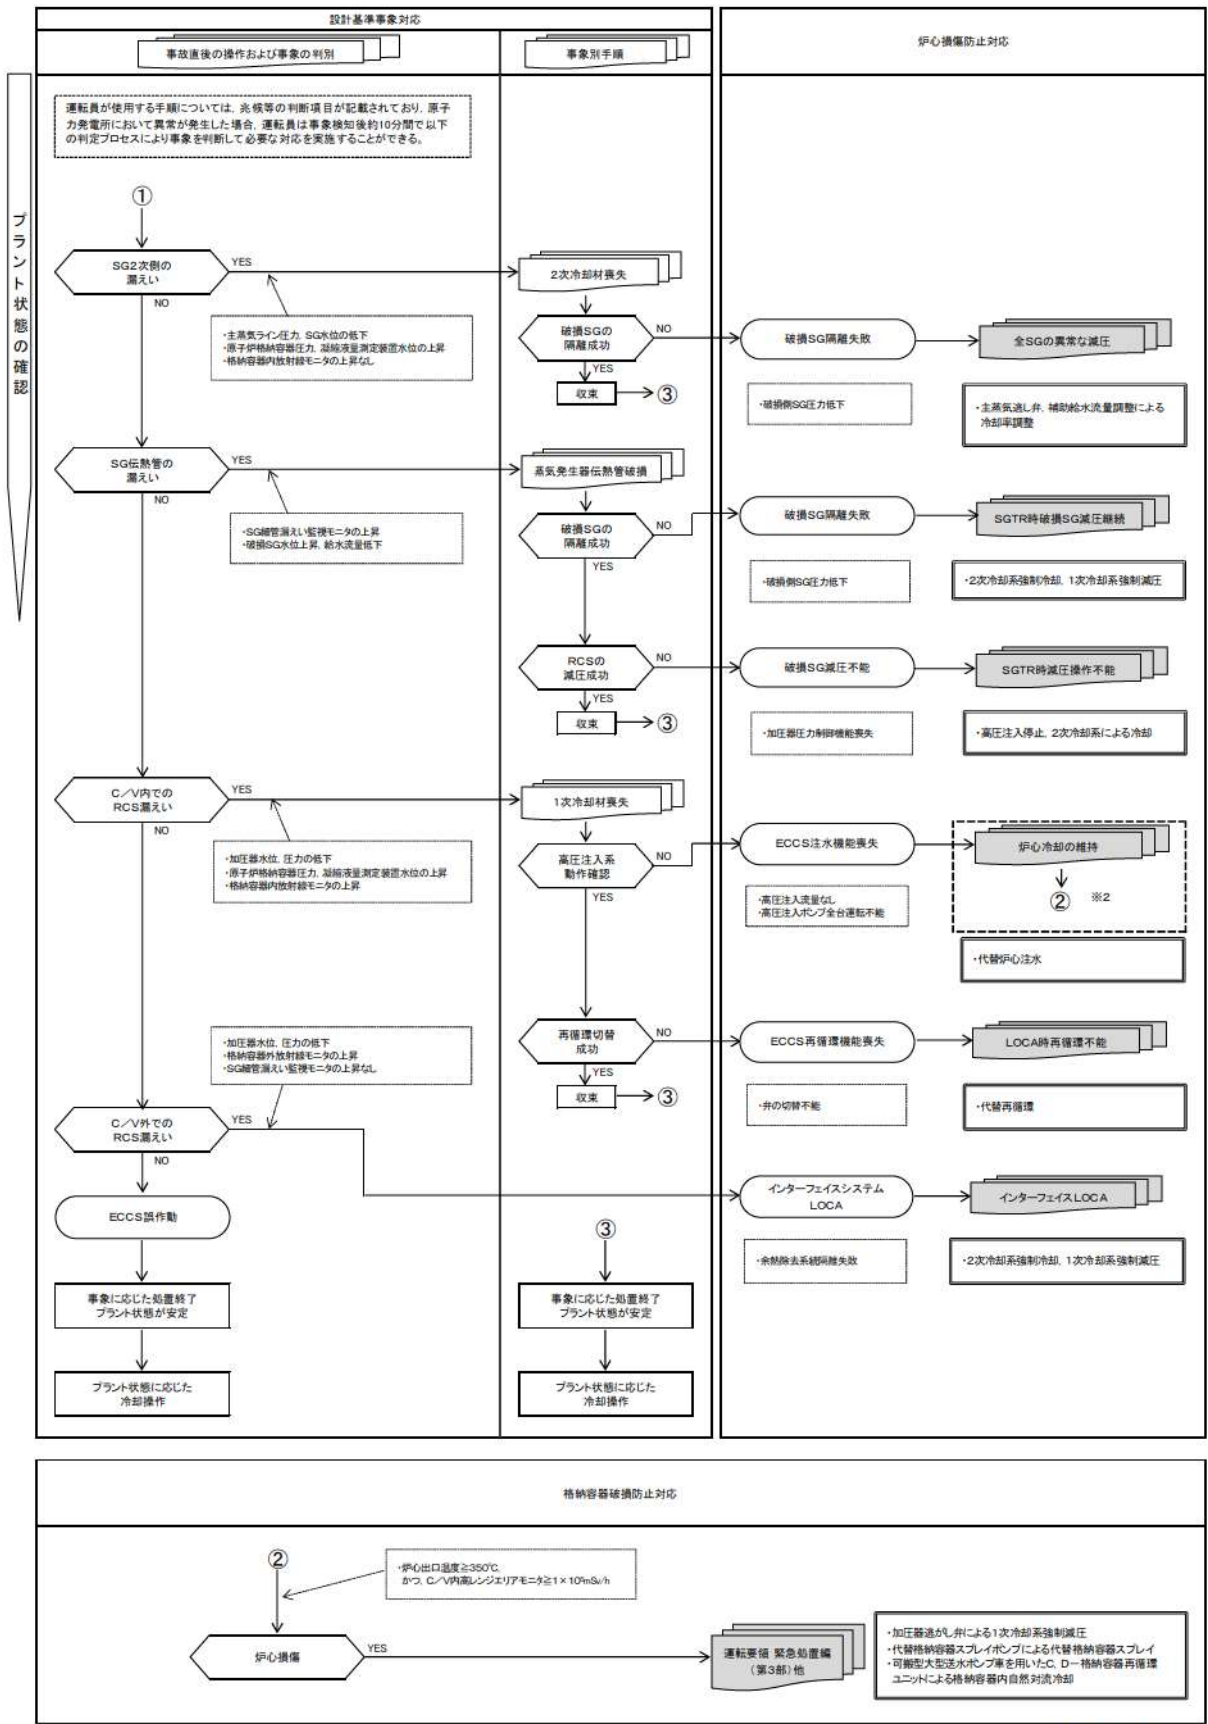 設計基準事象対応
事故直後の操作および事象の判別
事象別手順
炉心損傷防止対応
プラント状態の確認
運転員が使用する手順については，兆候等の判断項目が記載されており，原子
力発電所において異常が発生した場合，運転員は事象検知後約10分間で以下
の判定プロセスにより事象を判断して必要な対応を実施することができる。
①
SG2次側の
漏えい
YES
NO
・主蒸気ライン圧力，SG水位の低下
・原子炉格納容器圧力，凝縮液量測定装置水位の上昇
・格納容器内放射線モニタの上昇なし
2次冷却材喪失
破損SGの
隔離成功
NO
YES
収束
③
破損SG隔離失敗
全SGの異常な減圧
・破損側SG圧力低下
・主蒸気逃し弁，補助給水流量調整による
冷却率調整
SG伝熱管の
漏えい
YES
NO
・SG細管漏えい監視モニタの上昇
・破損SG水位上昇，給水流量低下
蒸気発生器伝熱管破損
破損SGの
隔離成功
NO
YES
破損SG隔離失敗
SGTR時破損SG減圧継続
・破損側SG圧力低下
・2次冷却系強制冷却，1次冷却系強制減圧
RCSの
減圧成功
NO
YES
収束
③
破損SG減圧不能
SGTR時減圧操作不能
・加圧器圧力制御機能喪失
・高圧注入停止，2次冷却系による冷却
C／V内での
RCS漏えい
YES
NO
・加圧器水位，圧力の低下
・原子炉格納容器圧力，凝縮液量測定装置水位の上昇
・格納容器内放射線モニタの上昇
1次冷却材喪失
高圧注入系
動作確認
NO
YES
ECCS注水機能喪失
炉心冷却の維持
② ※2
・高圧注入流量なし
・高圧注入ポンプ全台運転不能
・代替炉心注水
再循環切替
成功
NO
YES
収束
③
ECCS再循環機能喪失
LOCA時再循環不能
・弁の切替不能
・代替再循環
・加圧器水位，圧力の低下
・格納容器外放射線モニタの上昇
・SG細管漏えい監視モニタの上昇なし
C／V外での
RCS漏えい
YES
NO
インターフェイスシステム
LOCA
インターフェイスLOCA
・余熱除去系統隔離失敗
・2次冷却系強制冷却，1次冷却系強制減圧
ECCS誤作動
事象に応じた処置終了
プラント状態が安定
プラント状態に応じた
冷却操作
③
事象に応じた処置終了
プラント状態が安定
プラント状態に応じた
冷却操作
格納容器破損防止対応
②
・炉心出口温度≧350℃，
かつ，C／V内高レンジエリアモニタ≧1×10⁵mSv/h
炉心損傷
YES
運転要領 緊急処置編
（第3部）他
・加圧器逃がし弁による1次冷却系強制減圧
・代替格納容器スプレイポンプによる代替格納容器スプレイ
・可搬型大型送水ポンプ車を用いたC，D－格納容器再循環
ユニットによる格納容器内自然対流冷却